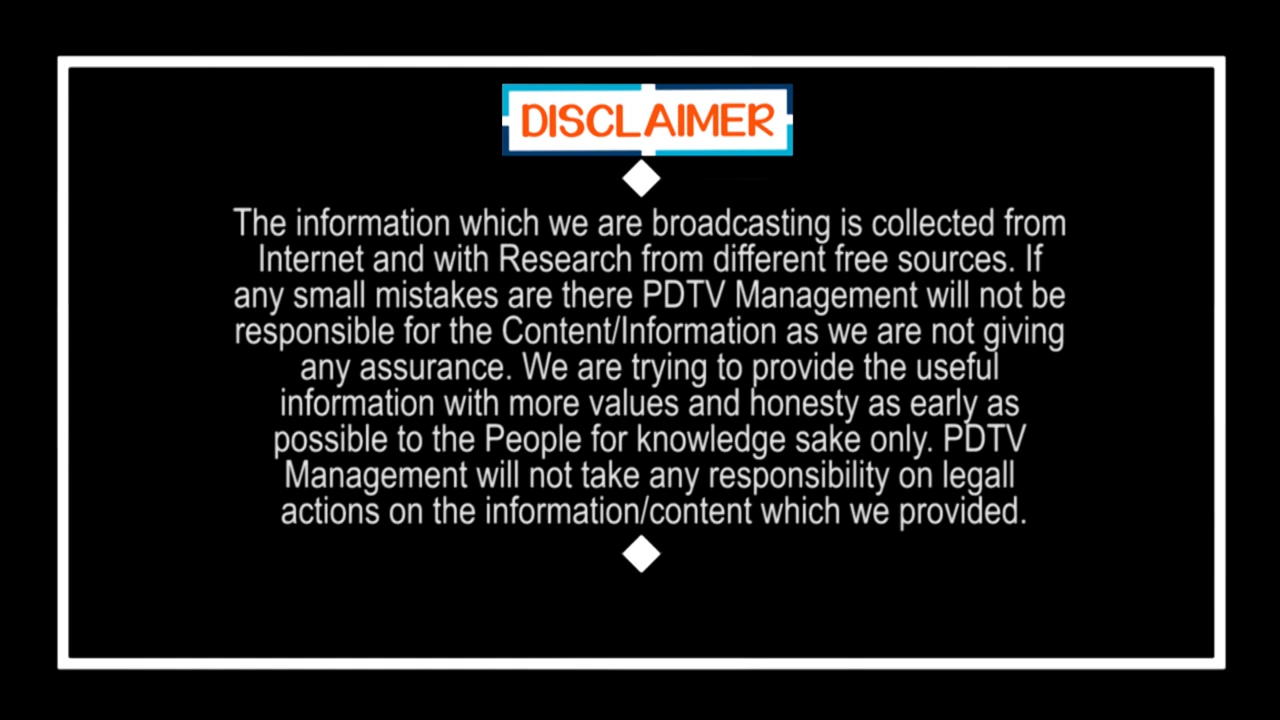 DISCLAIMER
The information which we are broadcasting is collected from
Internet and with Research from different free sources. If
any small mistakes are there PDTV Management will not be
responsible for the Content/Information as we are not giving
any assurance. We are trying to provide the useful
information with more values and honesty as early as
possible to the People for knowledge sake only. PDTV
Management will not take any responsibility on legall
actions on the information/content which we provided.